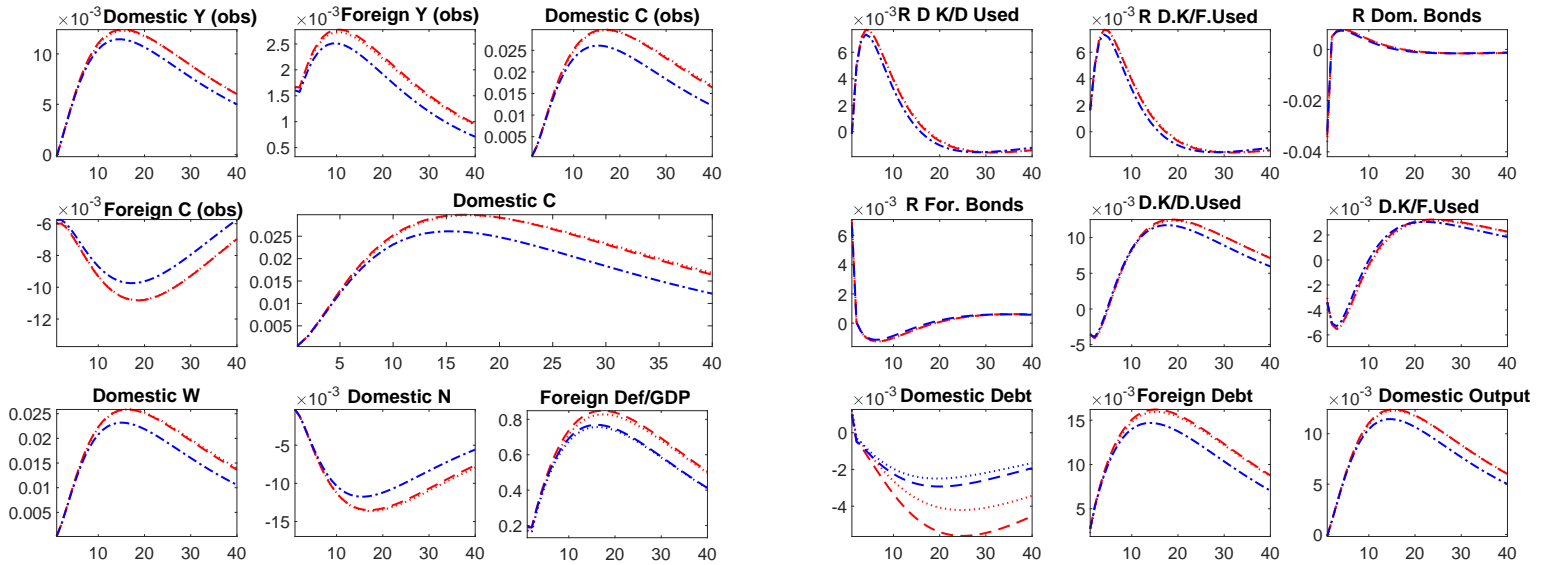 ×10⁻³ Domestic Y (obs)
10
5
0
10 20 30 40
×10⁻³ Foreign Y (obs)
2.5
2
1.5
1
0.5
10 20 30 40
Domestic C (obs)
0.025
0.02
0.015
0.01
0.005
10 20 30 40
×10⁻³ R D K/D Used
6
4
2
0
10 20 30 40
×10⁻³ R D.K/F.Used
6
4
2
0
10 20 30 40
R Dom. Bonds
0
-0.02
-0.04
10 20 30 40
×10⁻³ Foreign C (obs)
-6
-8
-10
-12
10 20 30 40
Domestic C
0.025
0.02
0.015
0.01
0.005
5 10 15 20 25 30 35 40
×10⁻³ R For. Bonds
6
4
2
0
10 20 30 40
×10⁻³ D.K/D.Used
10
5
0
-5
10 20 30 40
×10⁻³ D.K/F.Used
2
0
-2
-4
-6
10 20 30 40
Domestic W
0.025
0.02
0.015
0.01
0.005
10 20 30 40
×10⁻³ Domestic N
-5
-10
-15
10 20 30 40
Foreign Def/GDP
0.8
0.6
0.4
0.2
10 20 30 40
×10⁻³ Domestic Debt
0
-2
-4
10 20 30 40
×10⁻³ Foreign Debt
15
10
5
10 20 30 40
×10⁻³ Domestic Output
10
5
0
10 20 30 40